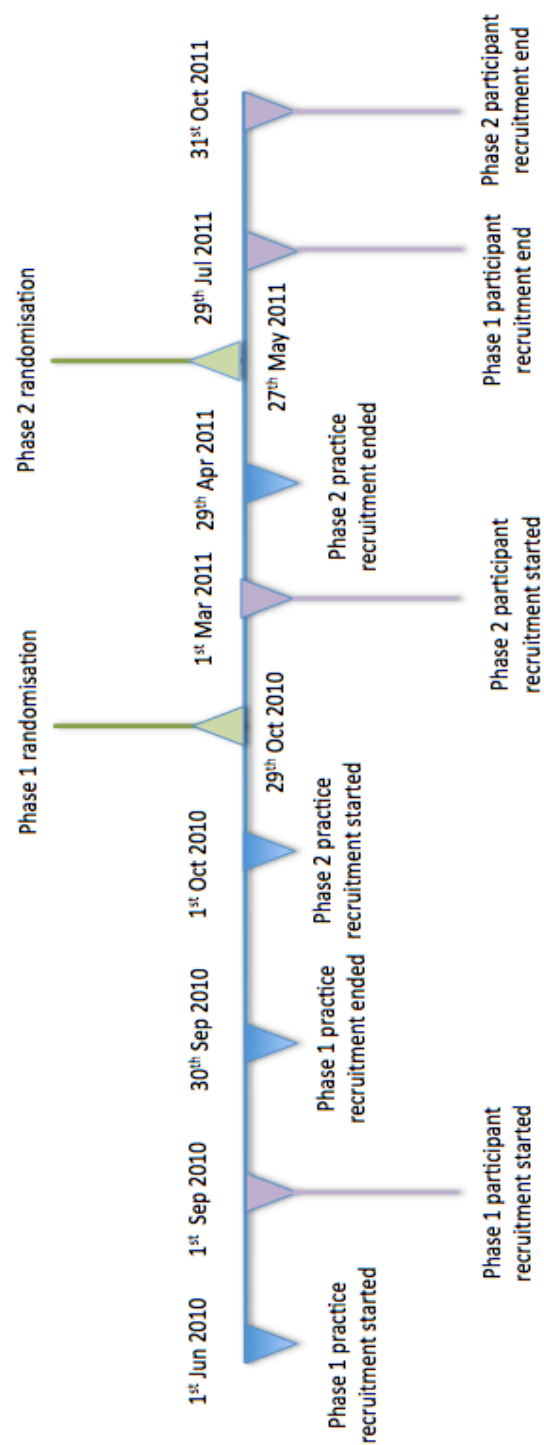 Phase 1 randomisation
Phase 2 randomisation
1st Jun 2010
1st Sep 2010
30th Sep 2010
1st Oct 2010
1st Mar 2011
29th Apr 2011
29th Jul 2011
31st Oct 2011
29th Oct 2010
27th May 2011
Phase 1 practice
recruitment started
Phase 1 practice
recruitment ended
Phase 2 practice
recruitment started
Phase 2 practice
recruitment ended
Phase 1 participant
recruitment started
Phase 2 participant
recruitment started
Phase 1 participant
recruitment end
Phase 2 participant
recruitment end